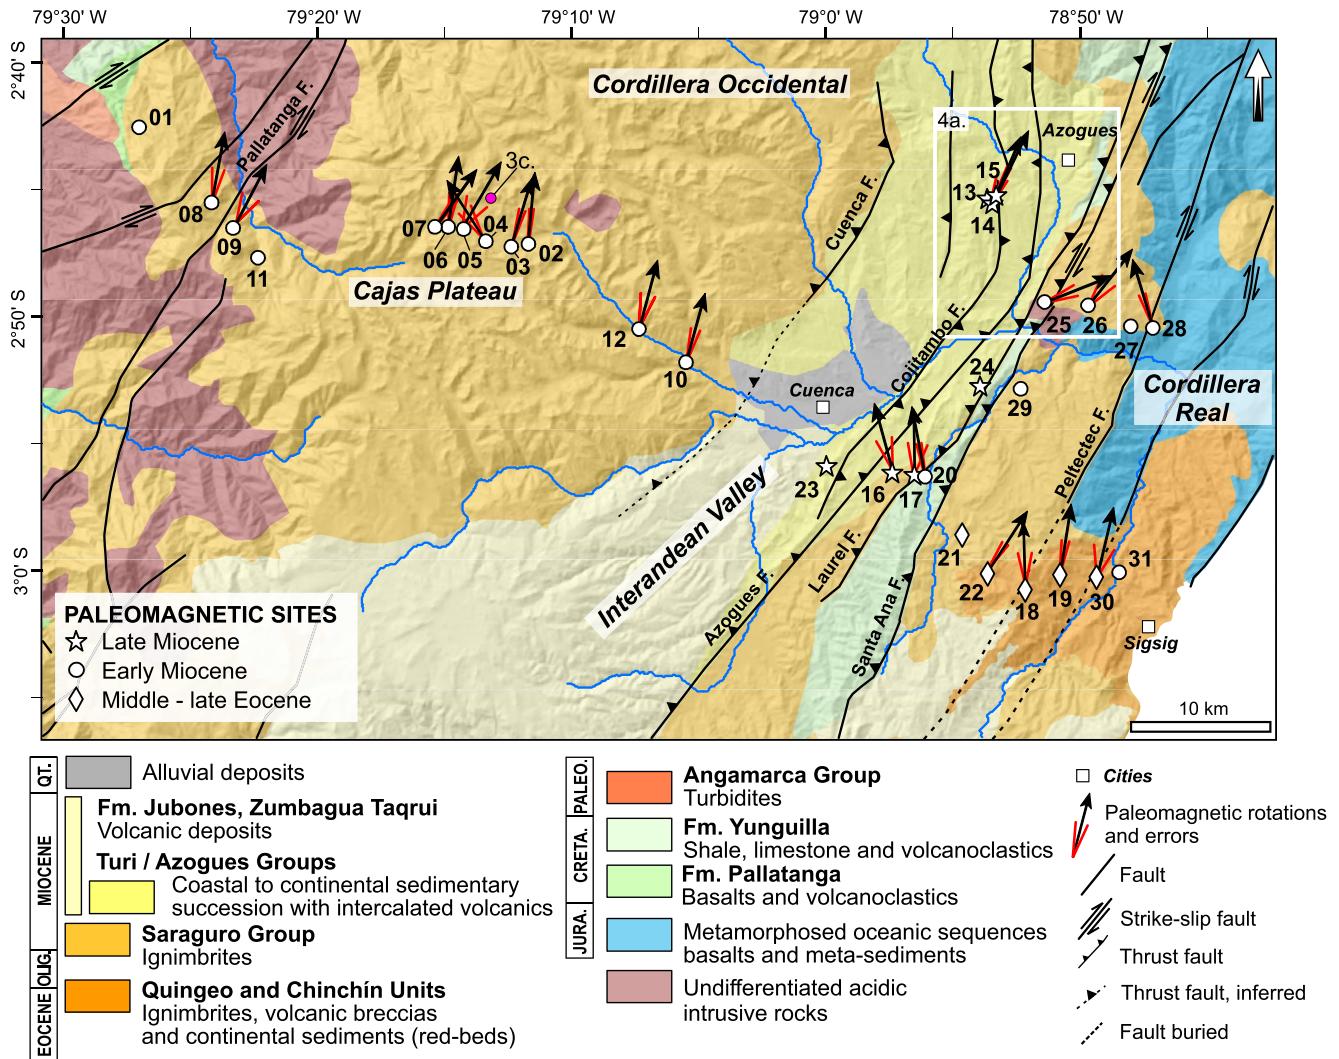 79°30' W
79°20' W
79°10' W
79°0' W
78°50' W
2°40' S
2°50' S
3°0' S
Cordillera Occidental
4a.
Azogues
01
Pallatanga F.
3c.
15
13
14
08
09
11
07
06
05
04
03
02
Cuenca F.
Cajas Plateau
12
10
25
26
27
28
Cojitambo F.
24
29
Cuenca
Cordillera
Real
Peltectec F.
23
16
17
20
Interandean Valley
21
22
18
19
30
31
Laurel F.
Azogues F.
Santa Ana F.
Sigsig
10 km
PALEOMAGNETIC SITES
Late Miocene
Early Miocene
Middle - late Eocene
QT.
Alluvial deposits
MIOCENE
Fm. Jubones, Zumbagua Taqrui
Volcanic deposits
Turi / Azogues Groups
Coastal to continental sedimentary
succession with intercalated volcanics
OLIG.
Saraguro Group
Ignimbrites
EOCENE
Quingeo and Chinchín Units
Ignimbrites, volcanic breccias
and continental sediments (red-beds)
PALEO.
Angamarca Group
Turbidites
CRETA.
Fm. Yunguilla
Shale, limestone and volcanoclastics
Fm. Pallatanga
Basalts and volcanoclastics
JURA.
Metamorphosed oceanic sequences
basalts and meta-sediments
Undifferentiated acidic
intrusive rocks
Cities
Paleomagnetic rotations
and errors
Fault
Strike-slip fault
Thrust fault
Thrust fault, inferred
Fault buried